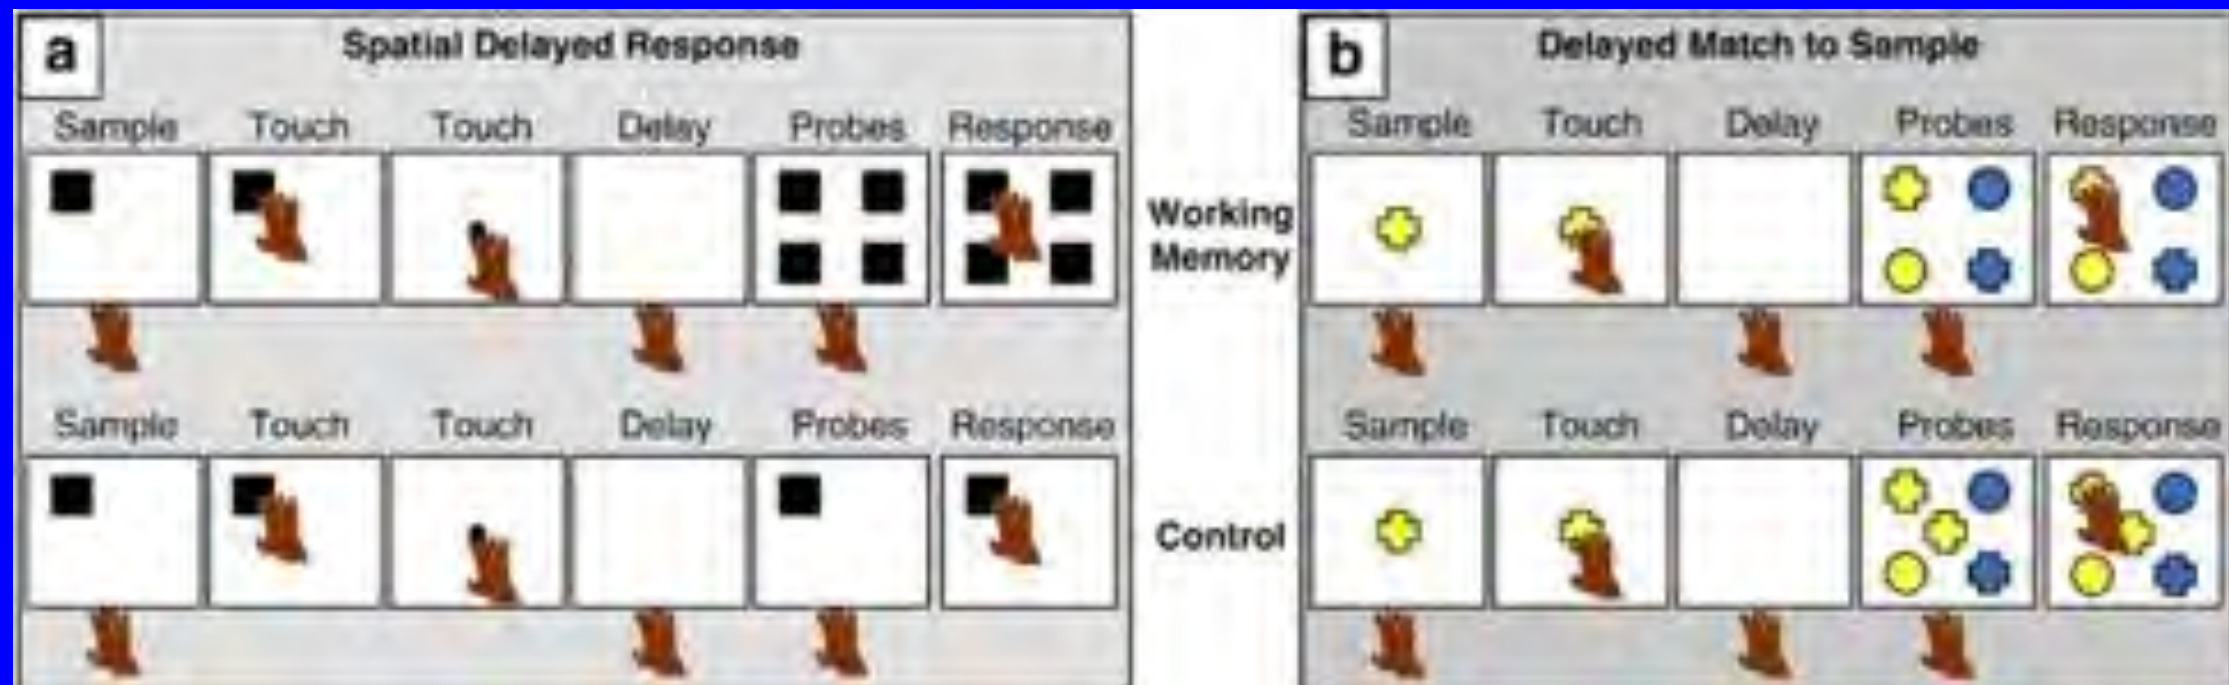 a
Spatial Delayed Response
Sample Touch Touch Delay Probes Response
Sample Touch Touch Delay Probes Response
Working
Memory
Control
b
Delayed Match to Sample
Sample Touch Delay Probes Response
Sample Touch Delay Probes Response